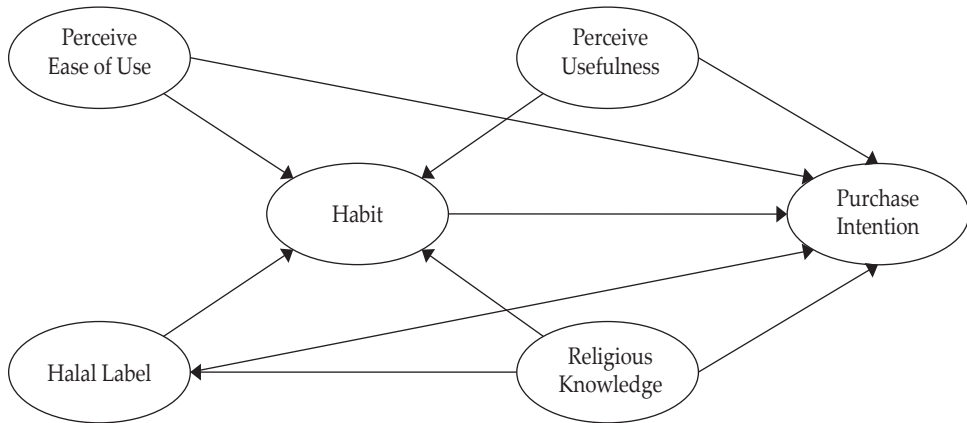 Perceive
Ease of Use
Perceive
Usefulness
Habit
Purchase
Intention
Halal Label
Religious
Knowledge